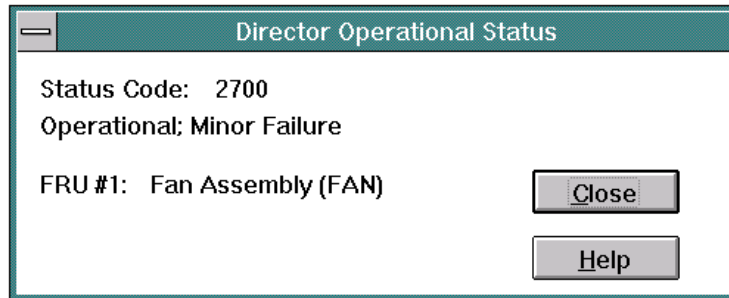 Director Operational Status
Status Code: 2700
Operational; Minor Failure
FRU #1: Fan Assembly (FAN)
Close
Help